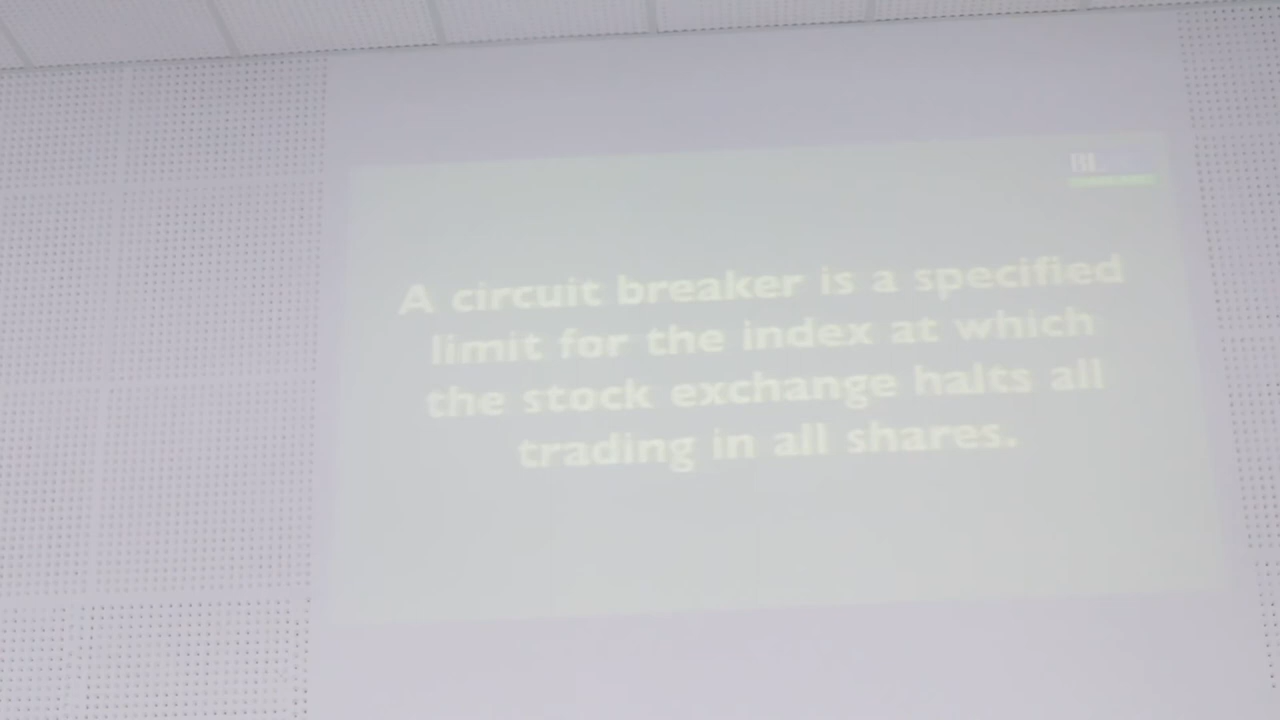 A circuit breaker is a specified
limit for the index at which
the stock exchange halts all
trading in all shares.